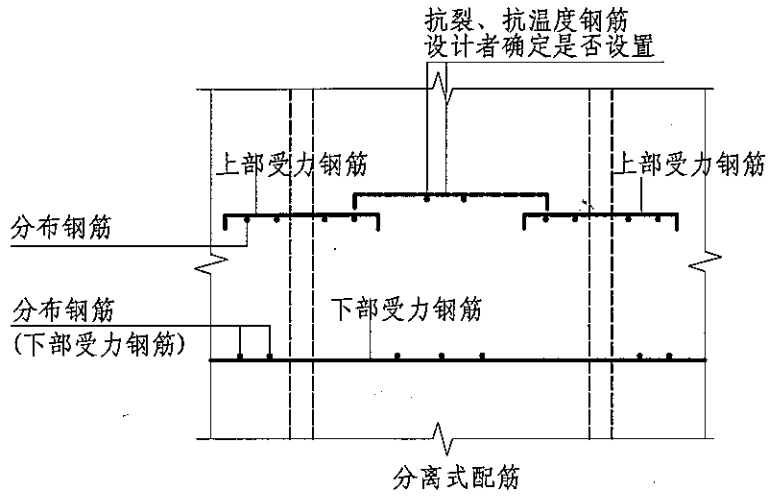 抗裂、抗温度钢筋
设计者确定是否设置
上部受力钢筋
上部受力钢筋
分布钢筋
分布钢筋
(下部受力钢筋)
下部受力钢筋
分离式配筋